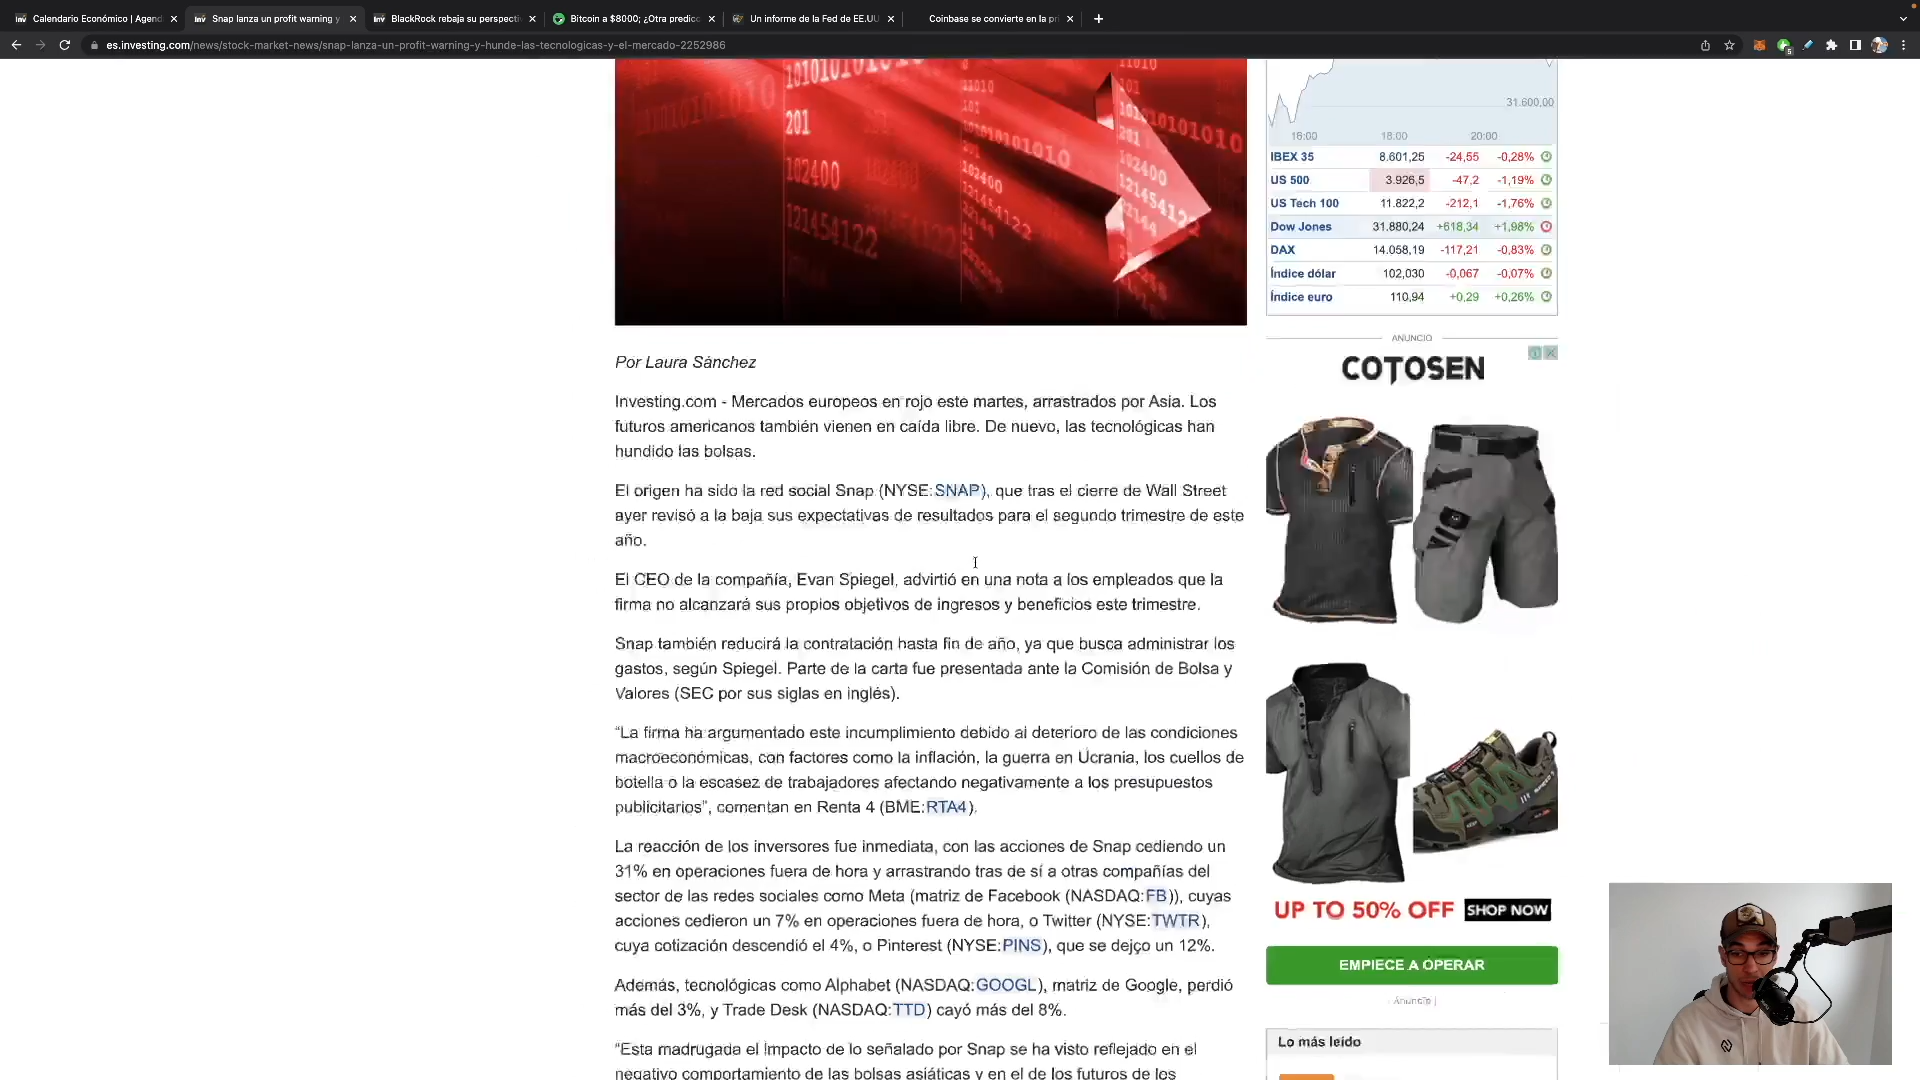 Calendario Económico | Agend
Snap lanza un profit warning y
BlackRock rebaja su perspectiv
Bitcoin a $8000; ¿Otra predicc
Un informe de la Fed de EE.UU
Coinbase se convierte en la pri
es.investing.com/news/stock-market-news/snap-lanza-un-profit-warning-y-hunde-las-tecnologicas-y-el-mercado-2252986
31.600,00
16:00 18:00 20:00
IBEX 35 8.601,25 -24,55 -0,28%
US 500 3.926,5 -47,2 -1,19%
US Tech 100 11.822,2 -212,1 -1,76%
Dow Jones 31.880,24 +618,34 +1,98%
DAX 14.058,19 -117,21 -0,83%
Índice dólar 102,030 -0,067 -0,07%
Índice euro 110,94 +0,29 +0,26%
Por Laura Sánchez
Investing.com - Mercados europeos en rojo este martes, arrastrados por Asia. Los
futuros americanos también vienen en caída libre. De nuevo, las tecnológicas han
hundido las bolsas.
El origen ha sido la red social Snap (NYSE:SNAP), que tras el cierre de Wall Street
ayer revisó a la baja sus expectativas de resultados para el segundo trimestre de este
año.
El CEO de la compañía, Evan Spiegel, advirtió en una nota a los empleados que la
firma no alcanzará sus propios objetivos de ingresos y beneficios este trimestre.
Snap también reducirá la contratación hasta fin de año, ya que busca administrar los
gastos, según Spiegel. Parte de la carta fue presentada ante la Comisión de Bolsa y
Valores (SEC por sus siglas en inglés).
“La firma ha argumentado este incumplimiento debido al deterioro de las condiciones
macroeconómicas, con factores como la inflación, la guerra en Ucrania, los cuellos de
botella o la escasez de trabajadores afectando negativamente a los presupuestos
publicitarios”, comentan en Renta 4 (BME:RTA4).
La reacción de los inversores fue inmediata, con las acciones de Snap cediendo un
31% en operaciones fuera de hora y arrastrando tras de sí a otras compañías del
sector de las redes sociales como Meta (matriz de Facebook (NASDAQ:FB)), cuyas
acciones cedieron un 7% en operaciones fuera de hora, o Twitter (NYSE:TWTR),
cuya cotización descendió el 4%, o Pinterest (NYSE:PINS), que se dejço un 12%.
Además, tecnológicas como Alphabet (NASDAQ:GOOGL), matriz de Google, perdió
más del 3%, y Trade Desk (NASDAQ:TTD) cayó más del 8%.
“Esta madrugada el impacto de lo señalado por Snap se ha visto reflejado en el
negativo comportamiento de las bolsas asiáticas y en el de los futuros de los
ANUNCIO
COTOSEN
UP TO 50% OFF SHOP NOW
EMPIECE A OPERAR
- Anuncio |
Lo más leído